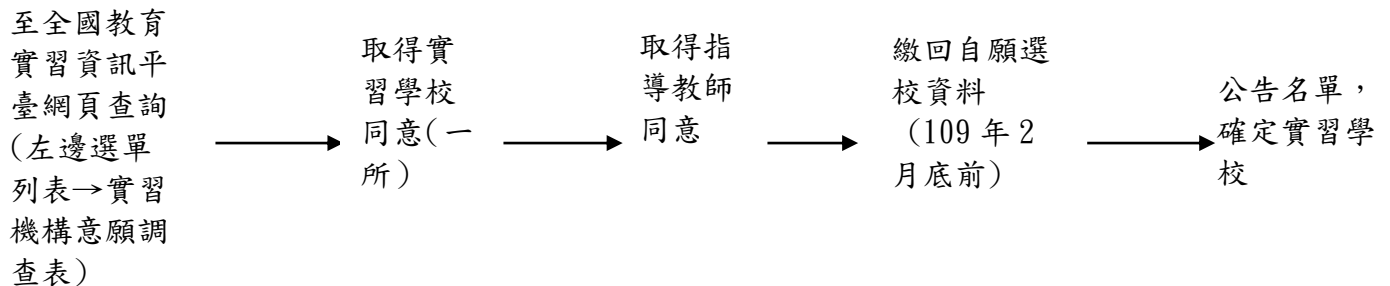 至全國教育
實習資訊平
臺網頁查詢
(左邊選單
列表→實習
機構意願調
查表)
取得實
習學校
同意(一
所)
取得指
導教師
同意
繳回自願選
校資料
(109 年 2
月底前)
公告名單，
確定實習學
校